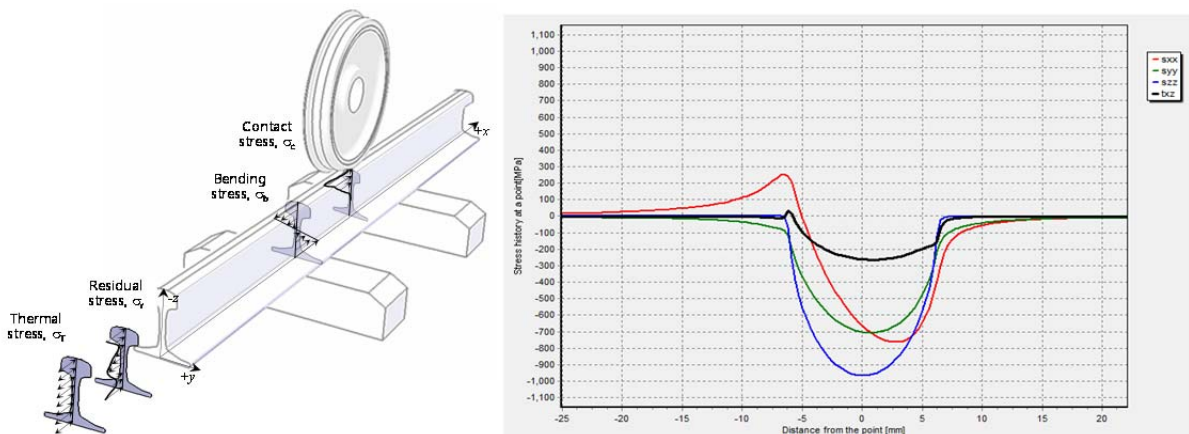 Contact
stress, σc
Bending
stress, σb
Residual
stress, σr
Thermal
stress, σT
+x
-z
+y
Stress history at a point[MPa]
1,100
1,000
900
800
700
600
500
400
300
200
100
0
-100
-200
-300
-400
-500
-600
-700
-800
-900
-1,000
-1,100
-25
-20
-15
-10
-5
0
5
10
15
20
Distance from the point [mm]
sxx
syy
szz
txz